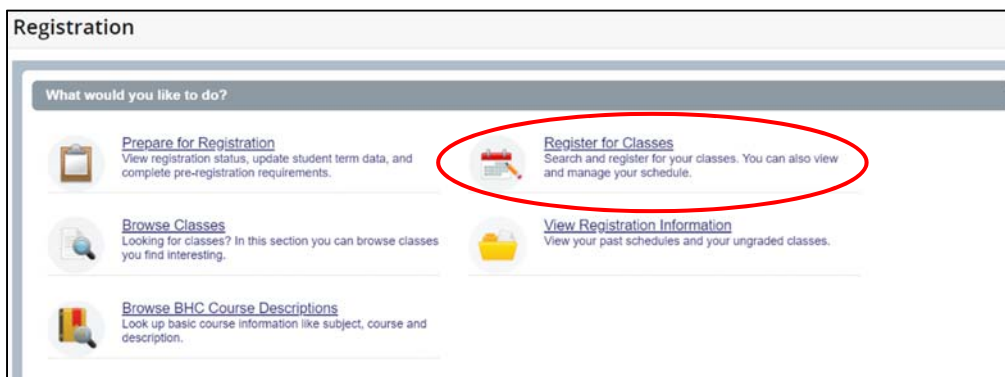 Registration
What would you like to do?
Prepare for Registration
View registration status, update student term data, and
complete pre-registration requirements.
Register for Classes
Search and register for your classes. You can also view
and manage your schedule.
Browse Classes
Looking for classes? In this section you can browse classes
you find interesting.
View Registration Information
View your past schedules and your ungraded classes.
Browse BHC Course Descriptions
Look up basic course information like subject, course and
description.